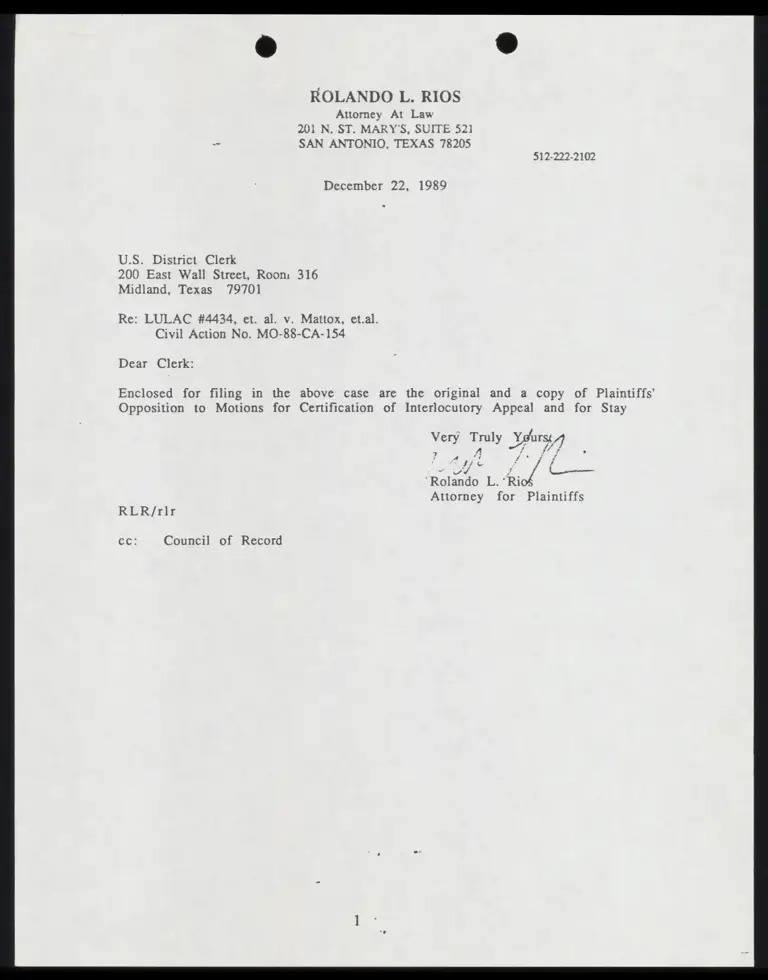 ROLANDO L. RIOS
Attorney At Law
201 N. ST. MARY'S, SUITE 521
SAN ANTONIO, TEXAS 78205
512-222-2102
December 22, 1989
U.S. District Clerk
200 East Wall Street, Room 316
Midland, Texas 79701
Re: LULAC #4434, et. al. v. Mattox, et.al.
Civil Action No. MO-88-CA-154
Dear Clerk:
Enclosed for filing in the above case are the original and a copy of Plaintiffs'
Opposition to Motions for Certification of Interlocutory Appeal and for Stay
Very Truly Yours,
Rolando L. Rios
Attorney for Plaintiffs
RLR/rlr
cc: Council of Record
1